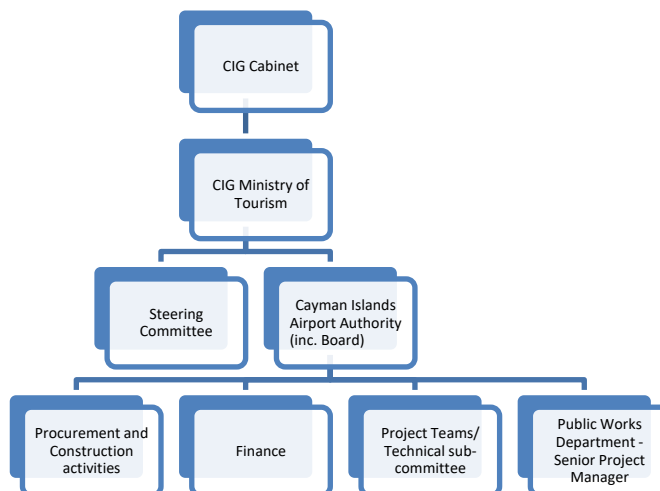 CIG Cabinet
CIG Ministry of
Tourism
Steering
Committee
Cayman Islands
Airport Authority
(inc. Board)
Procurement and
Construction
activities
Finance
Project Teams/
Technical sub-
committee
Public Works
Department -
Senior Project
Manager